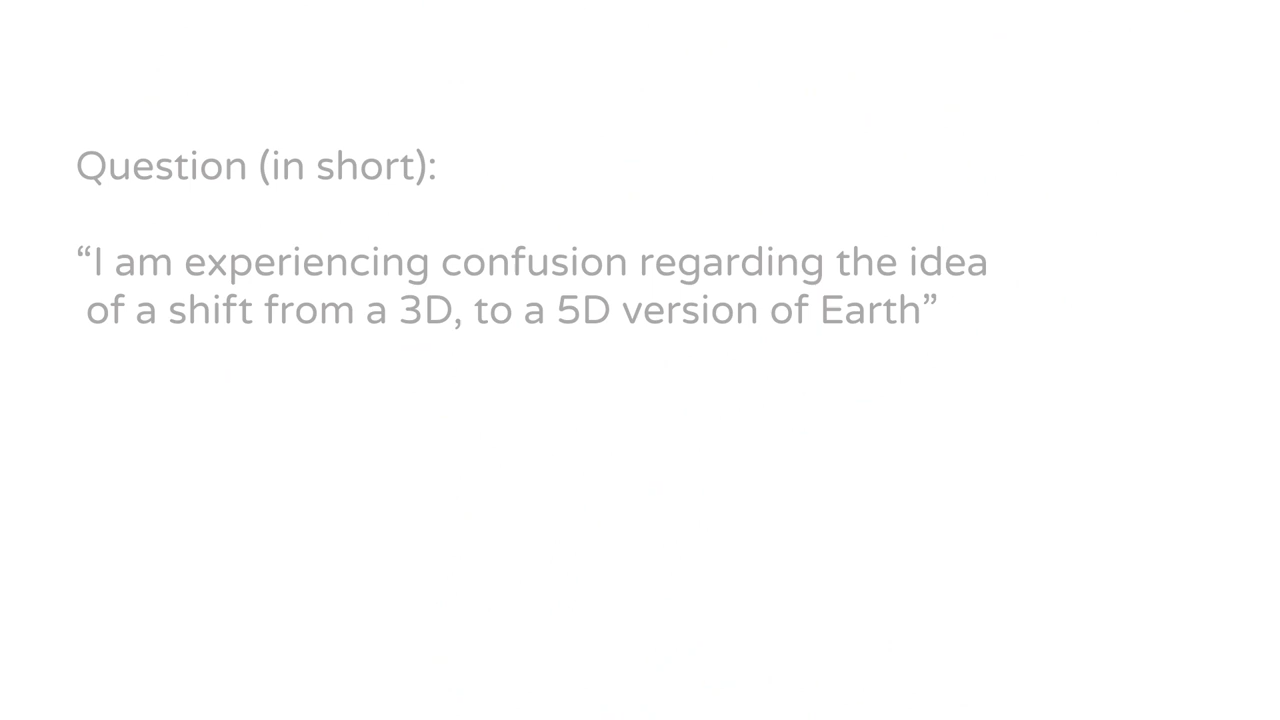 Question (in short):
“I am experiencing confusion regarding the idea
of a shift from a 3D, to a 5D version of Earth”